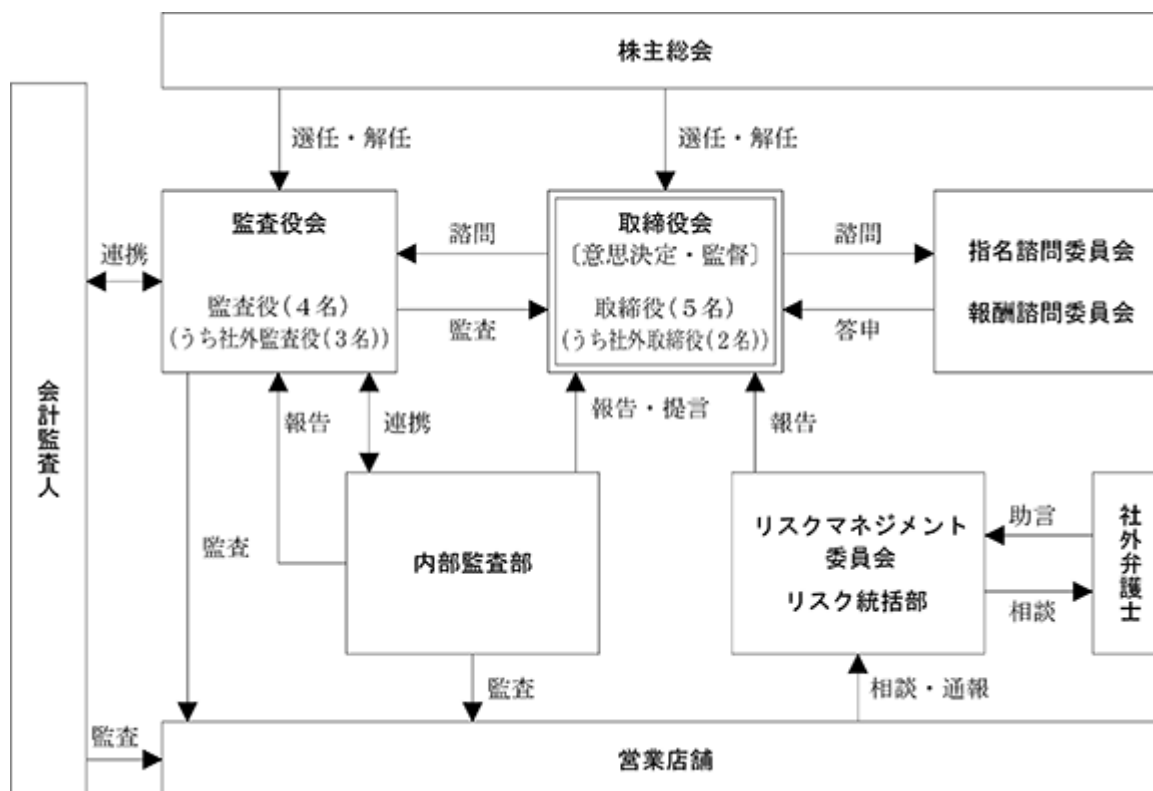 株主総会
選任・解任
選任・解任
監査役会
監査役(4名)
(うち社外監査役(3名))
諮問
監査
取締役会
〔意思決定・監督〕
取締役(5名)
(うち社外取締役(2名))
諮問
答申
指名諮問委員会
報酬諮問委員会
連携
会計監査人
報告
連携
報告・提言
報告
監査
内部監査部
リスクマネジメント
委員会
リスク統括部
助言
相談
社外弁護士
監査
相談・通報
監査
営業店舗